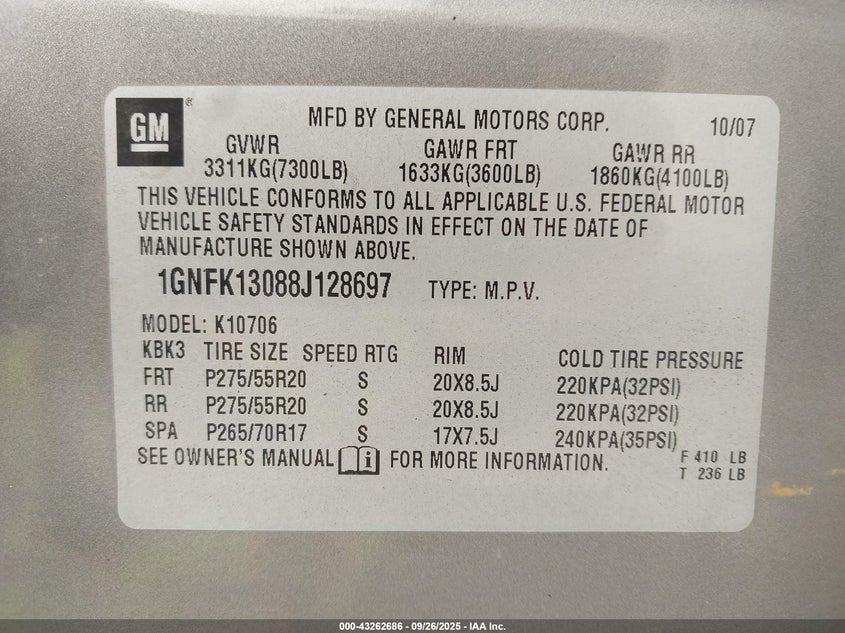 GM ®
MFD BY GENERAL MOTORS CORP. 10/07
GVWR GAWR FRT GAWR RR
3311KG(7300LB) 1633KG(3600LB) 1860KG(4100LB)
THIS VEHICLE CONFORMS TO ALL APPLICABLE U.S. FEDERAL MOTOR
VEHICLE SAFETY STANDARDS IN EFFECT ON THE DATE OF
MANUFACTURE SHOWN ABOVE.
1GNFK13088J128697 TYPE: M.P.V.
MODEL: K10706
KBK3 TIRE SIZE SPEED RTG RIM COLD TIRE PRESSURE
FRT P275/55R20 S 20X8.5J 220KPA(32PSI)
RR P275/55R20 S 20X8.5J 220KPA(32PSI)
SPA P265/70R17 S 17X7.5J 240KPA(35PSI)
SEE OWNER'S MANUAL i FOR MORE INFORMATION. F 410 LB
T 236 LB
000-43262686 - 09/26/2025 - IAA Inc.